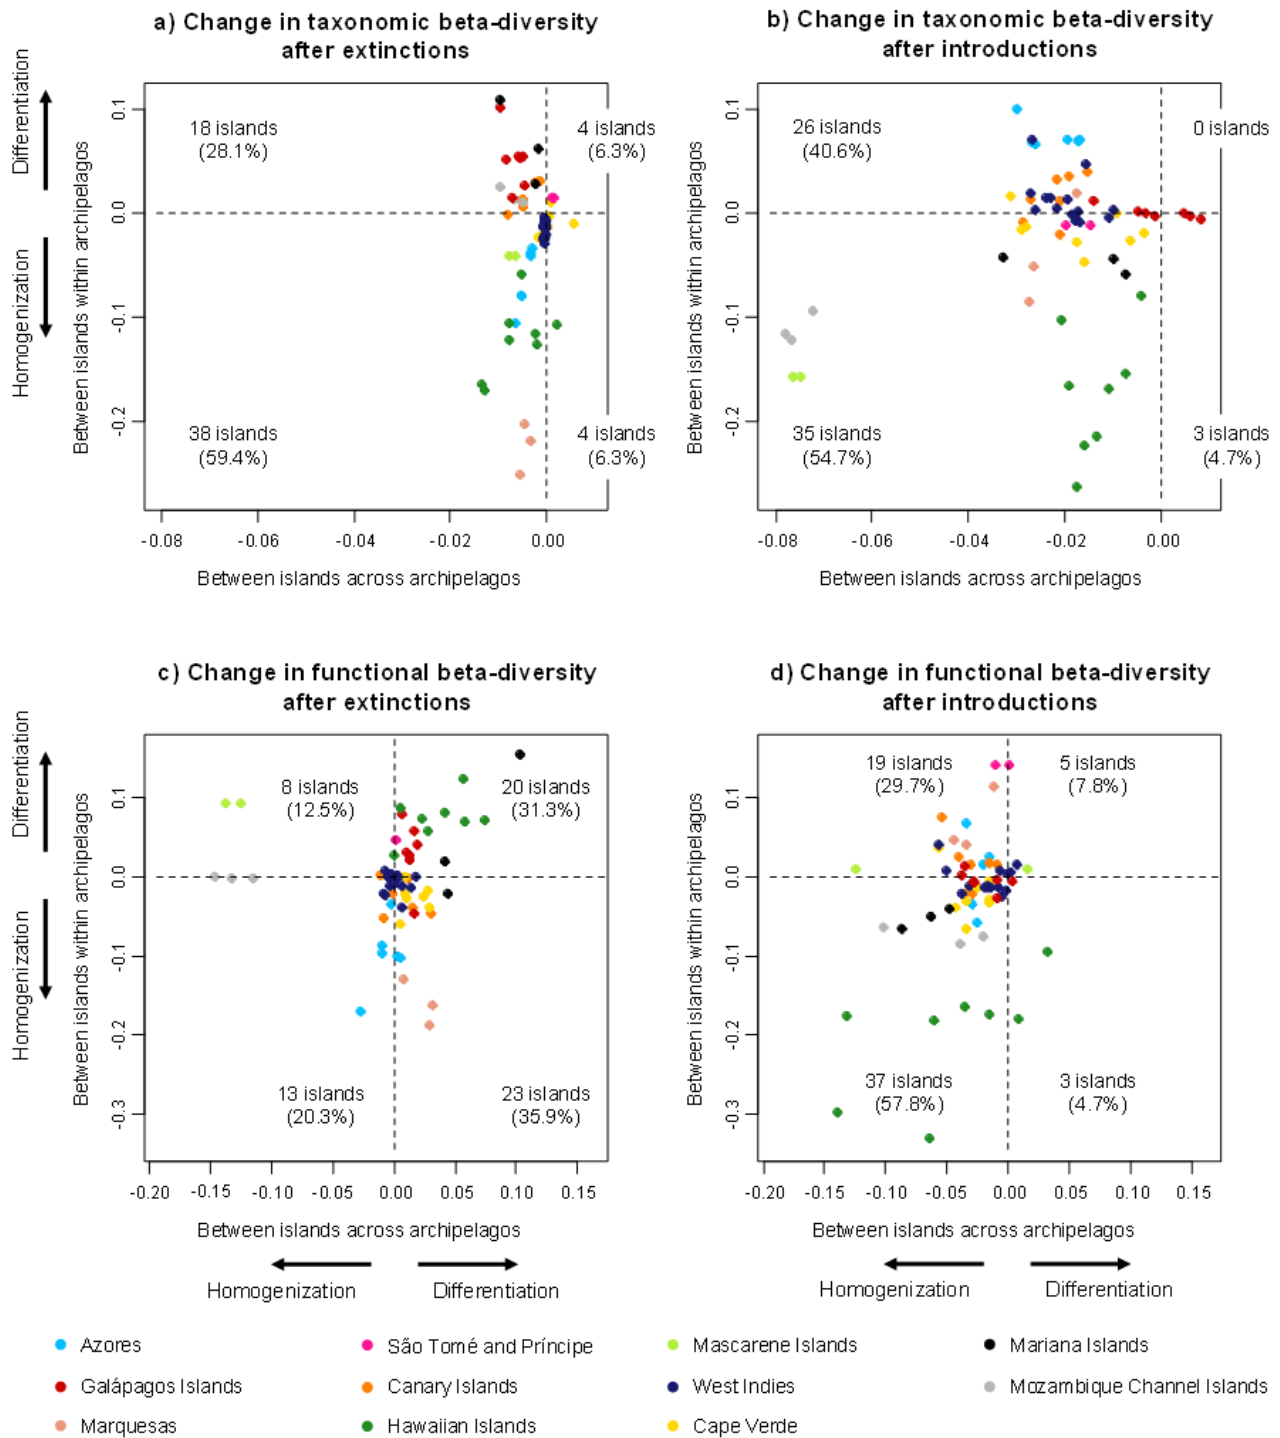 a) Change in taxonomic beta-diversity
after extinctions
b) Change in taxonomic beta-diversity
after introductions
Differentiation
Homogenization
Between islands within archipelagos
0.1
0.0
-0.1
-0.2
18 islands
(28.1%)
4 islands
(6.3%)
38 islands
(59.4%)
4 islands
(6.3%)
-0.08
-0.06
-0.04
-0.02
0.00
Between islands across archipelagos
Between islands within archipelagos
0.1
0.0
-0.1
-0.2
26 islands
(40.6%)
0 islands
35 islands
(54.7%)
3 islands
(4.7%)
-0.08
-0.06
-0.04
-0.02
0.00
Between islands across archipelagos
c) Change in functional beta-diversity
after extinctions
d) Change in functional beta-diversity
after introductions
Differentiation
Homogenization
Between islands within archipelagos
0.1
0.0
-0.1
-0.2
-0.3
8 islands
(12.5%)
20 islands
(31.3%)
13 islands
(20.3%)
23 islands
(35.9%)
-0.20
-0.15
-0.10
-0.05
0.00
0.05
0.10
0.15
Between islands across archipelagos
Homogenization
Differentiation
Between islands within archipelagos
0.1
0.0
-0.1
-0.2
-0.3
19 islands
(29.7%)
5 islands
(7.8%)
37 islands
(57.8%)
3 islands
(4.7%)
-0.20
-0.15
-0.10
-0.05
0.00
0.05
0.10
0.15
Between islands across archipelagos
Homogenization
Differentiation
Azores
São Tomé and Príncipe
Mascarene Islands
Mariana Islands
Galápagos Islands
Canary Islands
West Indies
Mozambique Channel Islands
Marquesas
Hawaiian Islands
Cape Verde